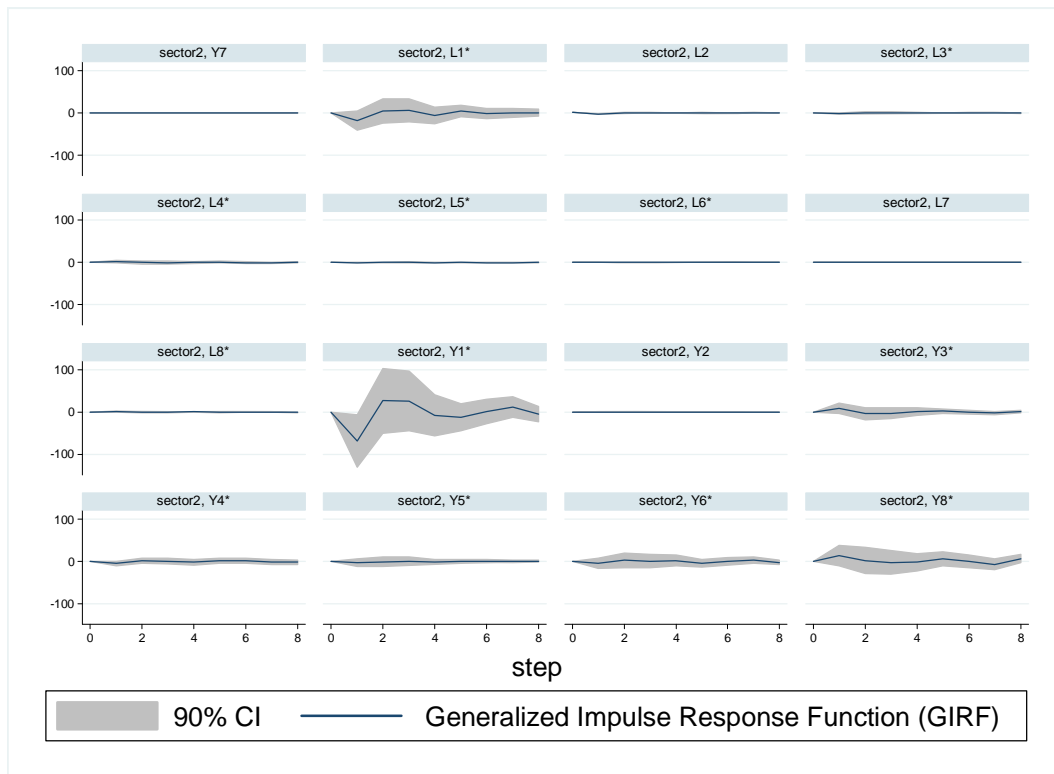 sector2, Y7 sector2, L1* sector2, L2 sector2, L3*
100
0
-100
sector2, L4* sector2, L5* sector2, L6* sector2, L7
100
0
-100
sector2, L8* sector2, Y1* sector2, Y2 sector2, Y3*
100
0
-100
sector2, Y4* sector2, Y5* sector2, Y6* sector2, Y8*
100
0
-100
0 2 4 6 8 0 2 4 6 8 0 2 4 6 8 0 2 4 6 8
step
90% CI Generalized Impulse Response Function (GIRF)